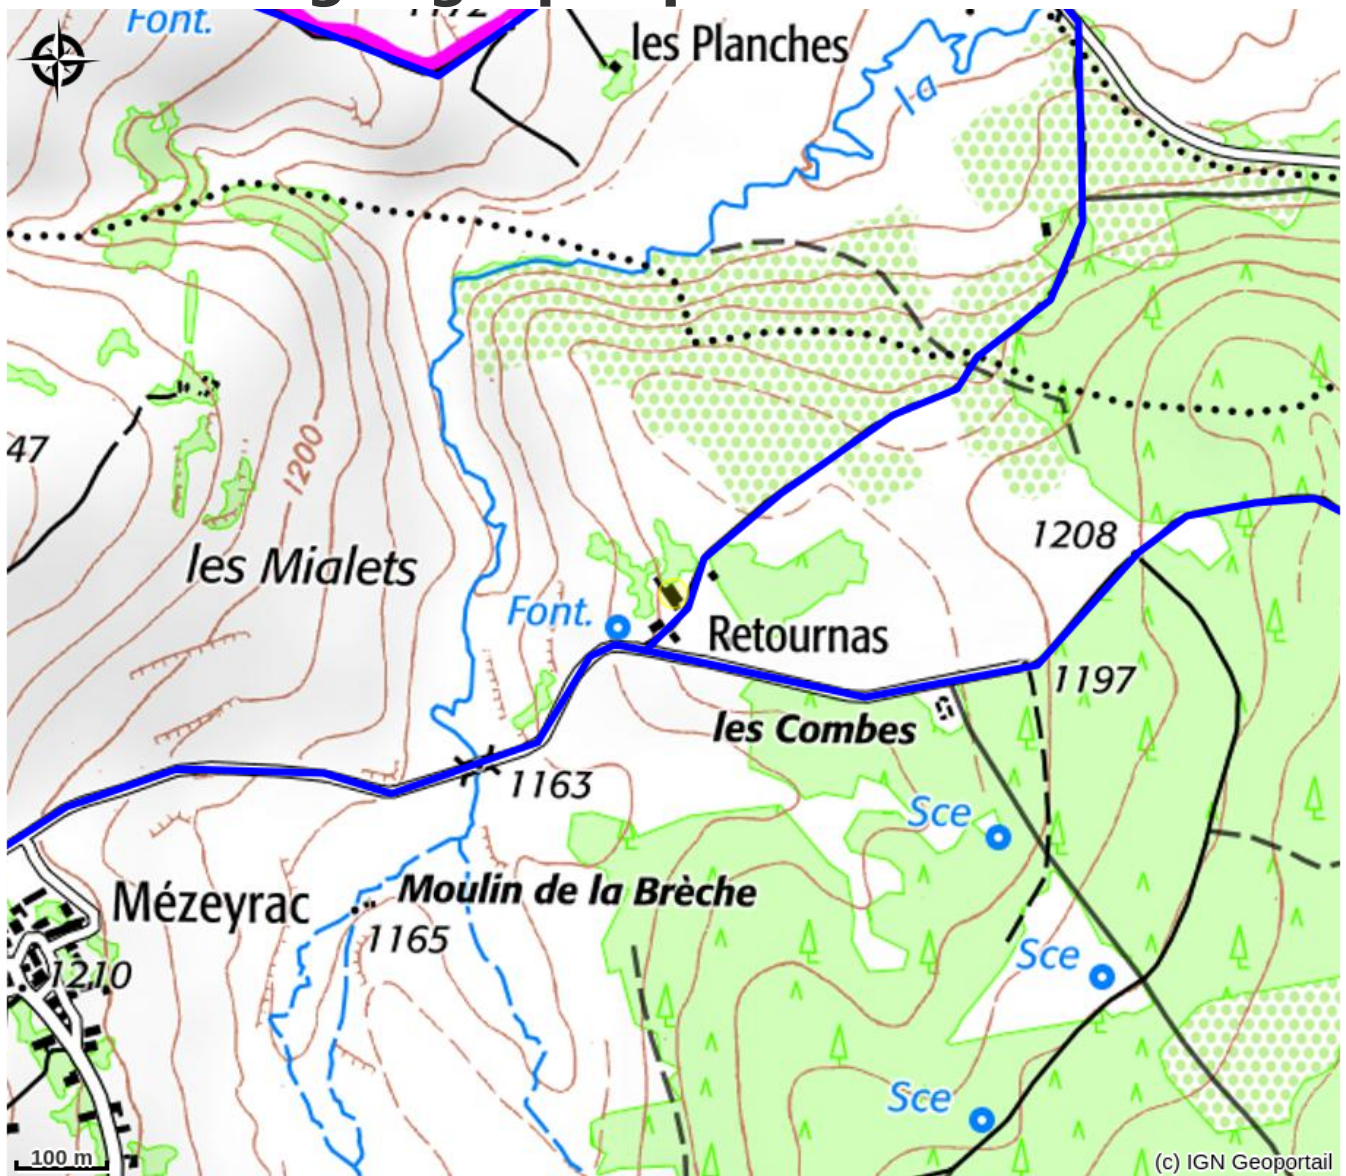 Font.
les Planches
la
47
1200
les Mialets
1208
Font.
Retournas
1197
les Combes
1163
Sce
Mézeyrac
Moulin de la Brèche
1165
Sce
1210
Sce
100 m
(c) IGN Geoportail